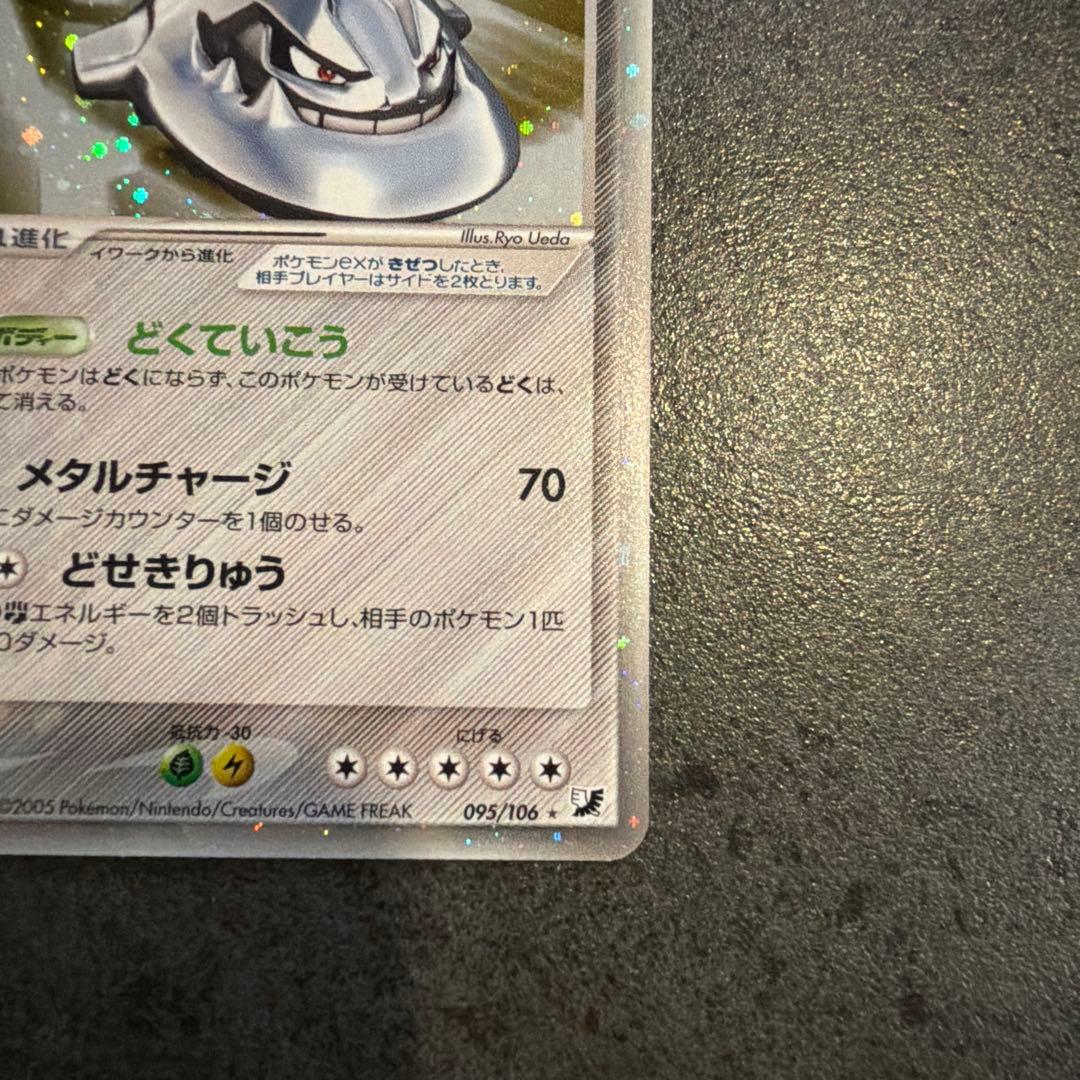 1進化
イワークから進化
Illus.Ryo Ueda
ポケモンexが きぜつしたとき、
相手プレイヤーはサイドを2枚とります。
ボディー どくていこう
ポケモンはどくにならず、このポケモンが受けているどくは、
て消える。
メタルチャージ 70
にダメージカウンターを1個のせる。
どせきりゅう
エネルギーを2個トラッシュし、相手のポケモン1匹
0ダメージ。
抵抗力 -30 にげる
©2005 Pokémon/Nintendo/Creatures/GAME FREAK 095/106 ★